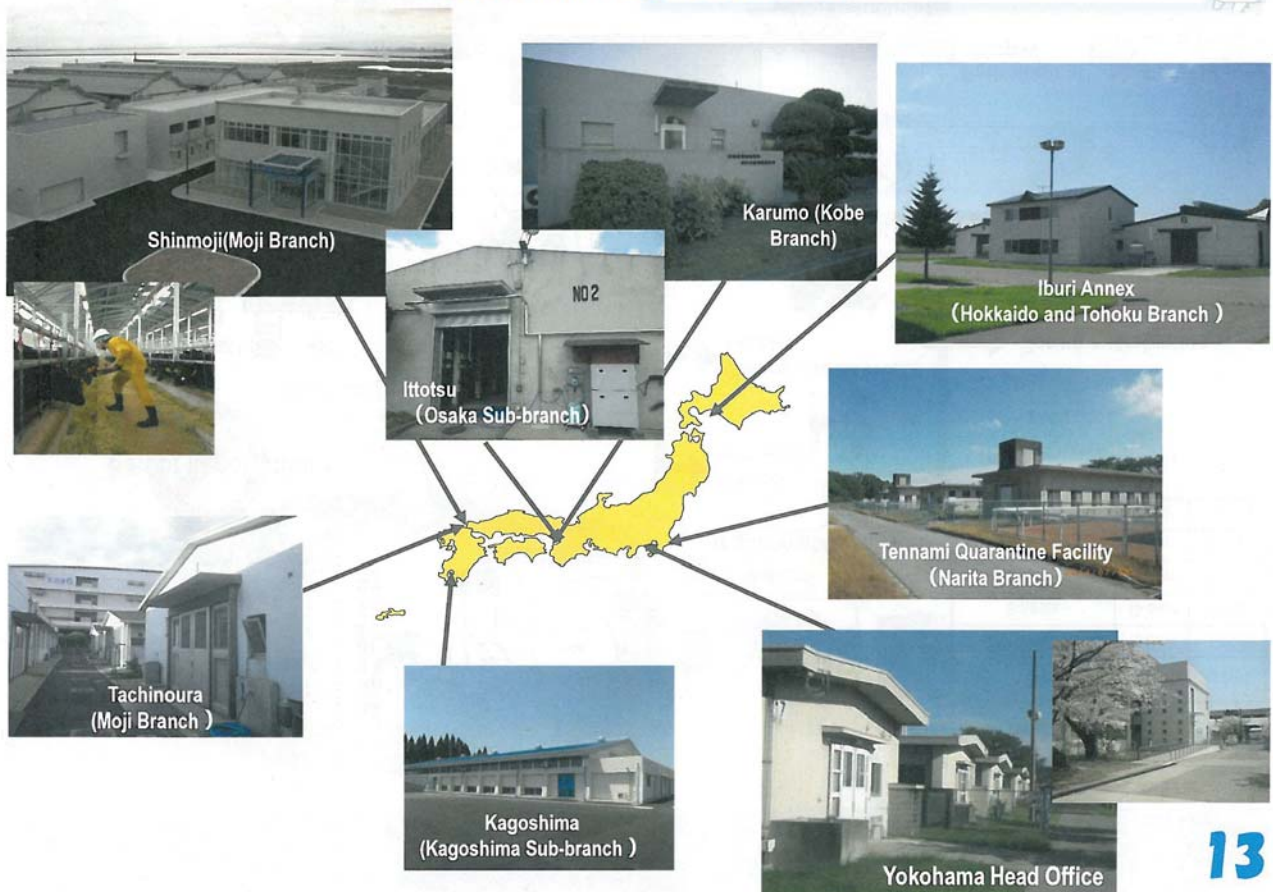 Shinmoji(Moji Branch)
Karumo (Kobe
Branch)
Iburi Annex
(Hokkaido and Tohoku Branch )
NO2
Ittotsu
(Osaka Sub-branch)
Tennami Quarantine Facility
(Narita Branch)
Tachinoura
(Moji Branch )
Kagoshima
(Kagoshima Sub-branch )
Yokohama Head Office
13